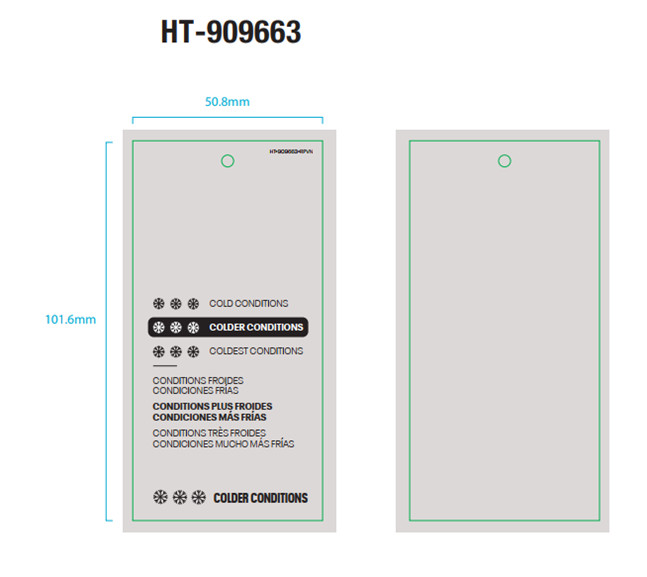 HT-909663
50.8mm
101.6mm
COLD CONDITIONS
COLDER CONDITIONS
COLDEST CONDITIONS
CONDITIONS FROIDES
CONDICIONES FRÍAS
CONDITIONS PLUS FROIDES
CONDICIONES MÁS FRÍAS
CONDITIONS TRÈS FROIDES
CONDICIONES MUCHO MÁS FRÍAS
COLDER CONDITIONS